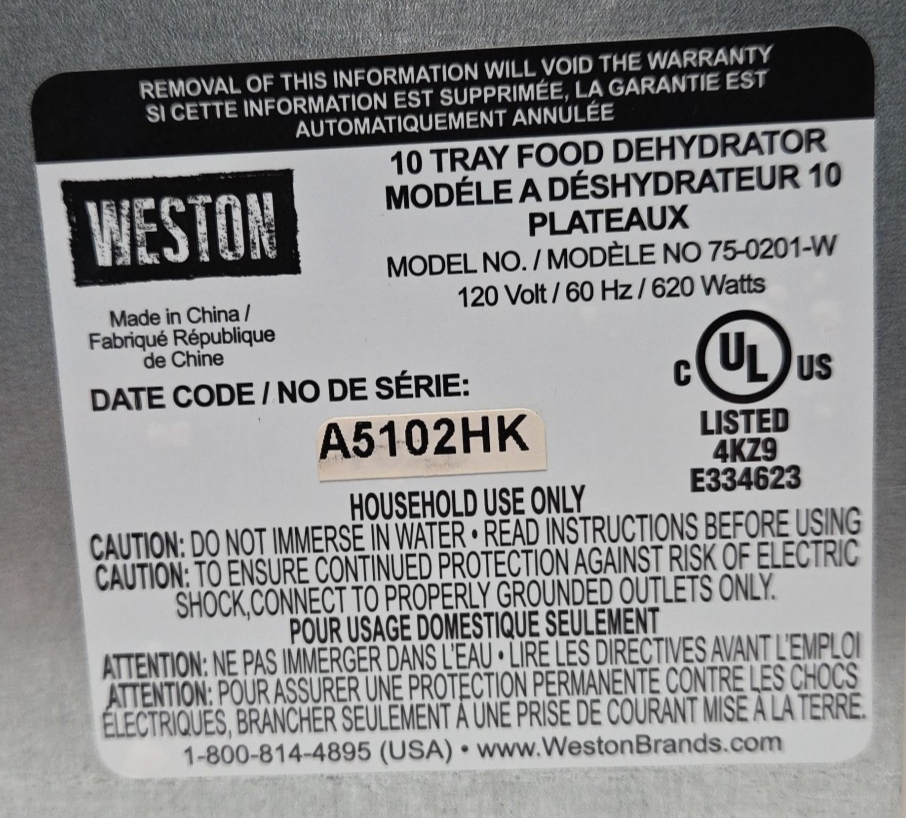 REMOVAL OF THIS INFORMATION WILL VOID THE WARRANTY
SI CETTE INFORMATION EST SUPPRIMÉE, LA GARANTIE EST
AUTOMATIQUEMENT ANNULÉE
WESTON
10 TRAY FOOD DEHYDRATOR
MODÉLE A DÉSHYDRATEUR 10
PLATEAUX
MODEL NO. / MODÈLE NO 75-0201-W
120 Volt / 60 Hz / 620 Watts
Made in China /
Fabriqué République
de Chine
DATE CODE / NO DE SÉRIE:
A5102HK
C UL US
LISTED
4KZ9
E334623
HOUSEHOLD USE ONLY
CAUTION: DO NOT IMMERSE IN WATER • READ INSTRUCTIONS BEFORE USING
CAUTION: TO ENSURE CONTINUED PROTECTION AGAINST RISK OF ELECTRIC
SHOCK,CONNECT TO PROPERLY GROUNDED OUTLETS ONLY.
POUR USAGE DOMESTIQUE SEULEMENT
ATTENTION: NE PAS IMMERGER DANS L'EAU • LIRE LES DIRECTIVES AVANT L'EMPLOI
ATTENTION: POUR ASSURER UNE PROTECTION PERMANENTE CONTRE LES CHOCS
ÉLECTRIQUES, BRANCHER SEULEMENT À UNE PRISE DE COURANT MISE À LA TERRE.
1-800-814-4895 (USA) • www.WestonBrands.com